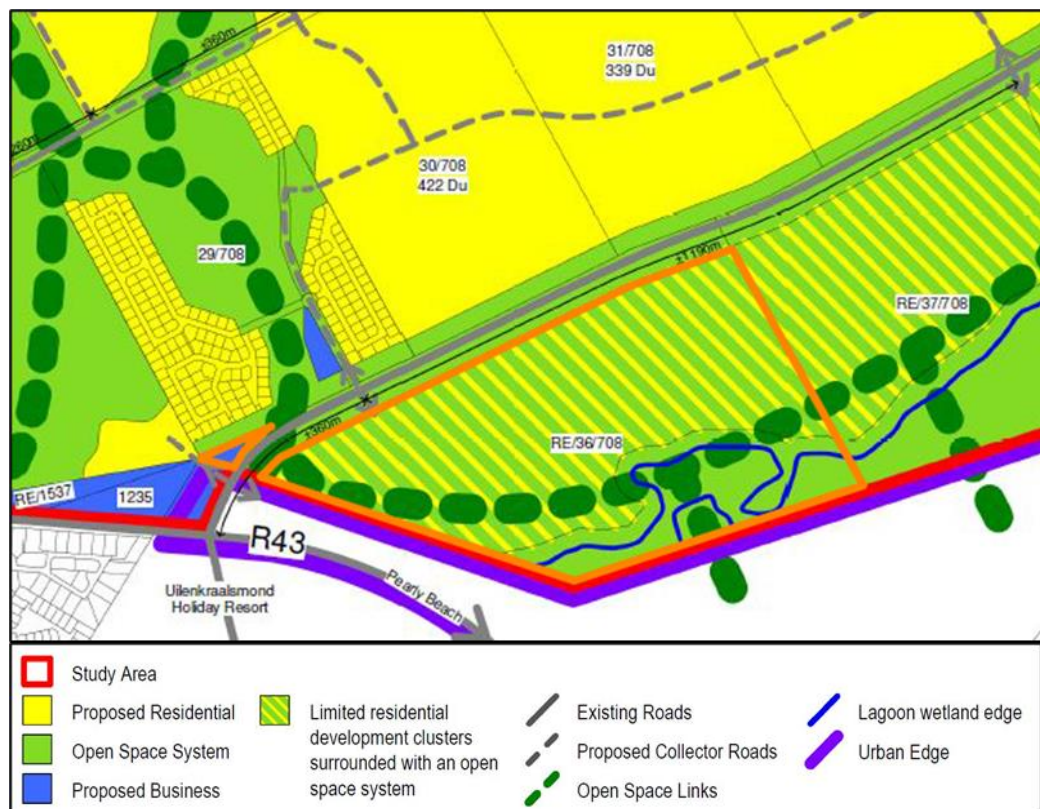 ±360m
260m
31/708
339 Du
30/708
422 Du
29/708
±1190m
RE/37/708
±360m
RE/36/708
RE/1537
1235
R43
Uilenkraalsmond
Holiday Resort
Pearly Beach
Study Area
Proposed Residential
Open Space System
Proposed Business
Limited residential
development clusters
surrounded with an open
space system
Existing Roads
Proposed Collector Roads
Open Space Links
Lagoon wetland edge
Urban Edge